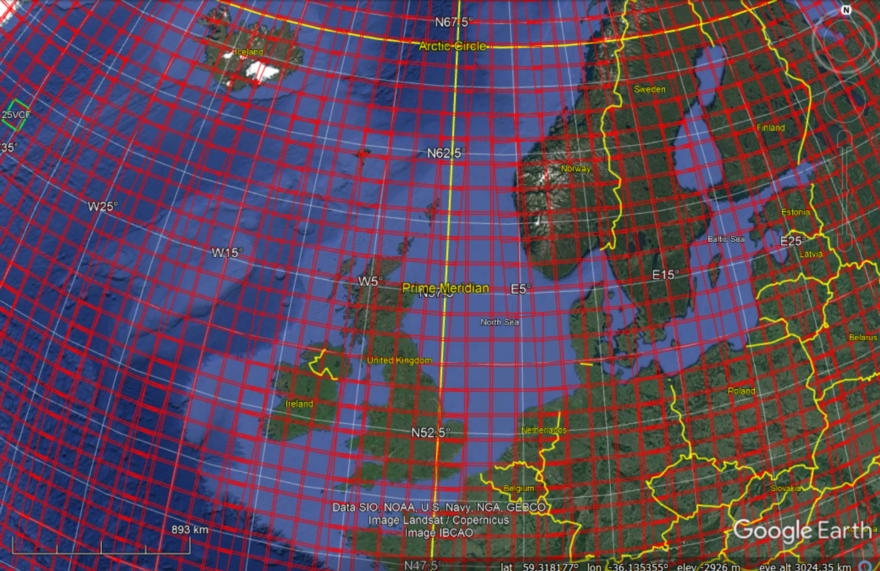 N
N67.5°
Arctic Circle
Iceland
Sweden
25VCF
Finland
35°
N62.5°
Norway
W25°
Estonia
Baltic Sea
E25°
W15°
Latvia
E15°
W5°
Prime Meridian
N57.5°
E5°
North Sea
Belarus
United Kingdom
Poland
Ireland
Netherlands
N52.5°
Belgium
Slovakia
Data SIO, NOAA, U.S. Navy, NGA, GEBCO
Image Landsat / Copernicus
Image IBCAO
893 km
Google Earth
N47.5°
lat 59.318177° lon -36.135355° elev -2926 m eye alt 3024.35 km